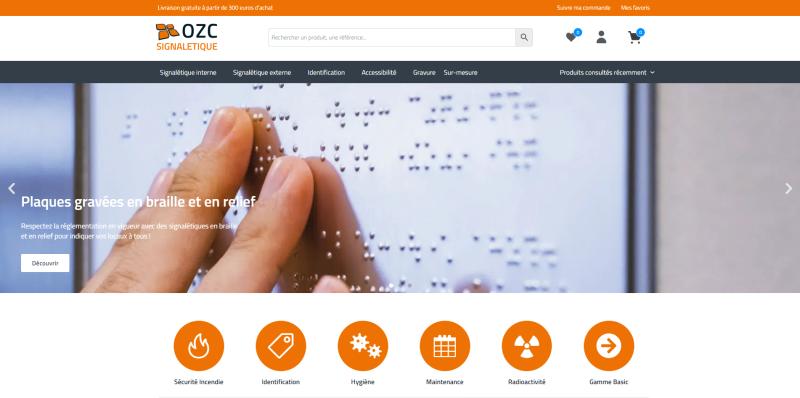 Livraison gratuite à partir de 300 euros d'achat
Suivre ma commande
Mes favoris
OZC
SIGNALETIQUE
Rechercher un produit, une référence...
0
0
Signalétique interne
Signalétique externe
Identification
Accessibilité
Gravure
Sur-mesure
Produits consultés récemment
Plaques gravées en braille et en relief
Respectez la réglementation en vigueur avec des signalétiques en braille
et en relief pour indiquer vos locaux à tous !
Découvrir
Sécurité Incendie
Identification
Hygiène
Maintenance
Radioactivité
Gamme Basic